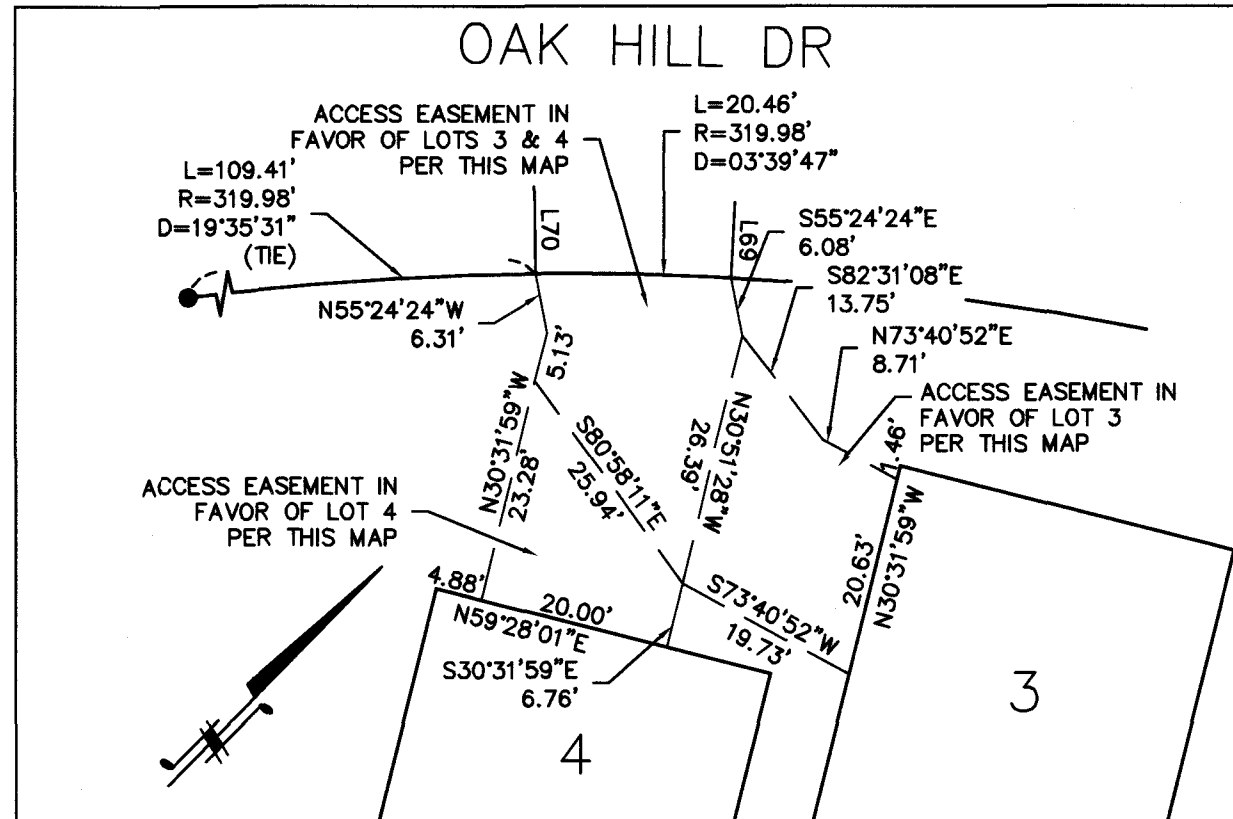 OAK HILL DR
ACCESS EASEMENT IN
FAVOR OF LOTS 3 & 4
PER THIS MAP
L=20.46'
R=319.98'
D=03°39'47"
L=109.41'
R=319.98'
D=19°35'31"
(TIE)
L70
L69
S55°24'24"E
6.08'
S82°31'08"E
13.75'
N55°24'24"W
6.31'
5.13'
N73°40'52"E
8.71'
ACCESS EASEMENT IN
FAVOR OF LOT 3
PER THIS MAP
1.46'
N30°31'59"W
23.28'
S80°58'11"E
25.94'
N30°51'28"W
26.39'
ACCESS EASEMENT IN
FAVOR OF LOT 4
PER THIS MAP
20.63'
N30°31'59"W
4.88'
20.00'
N59°28'01"E
S73°40'52"W
19.73'
S30°31'59"E
6.76'
3
4